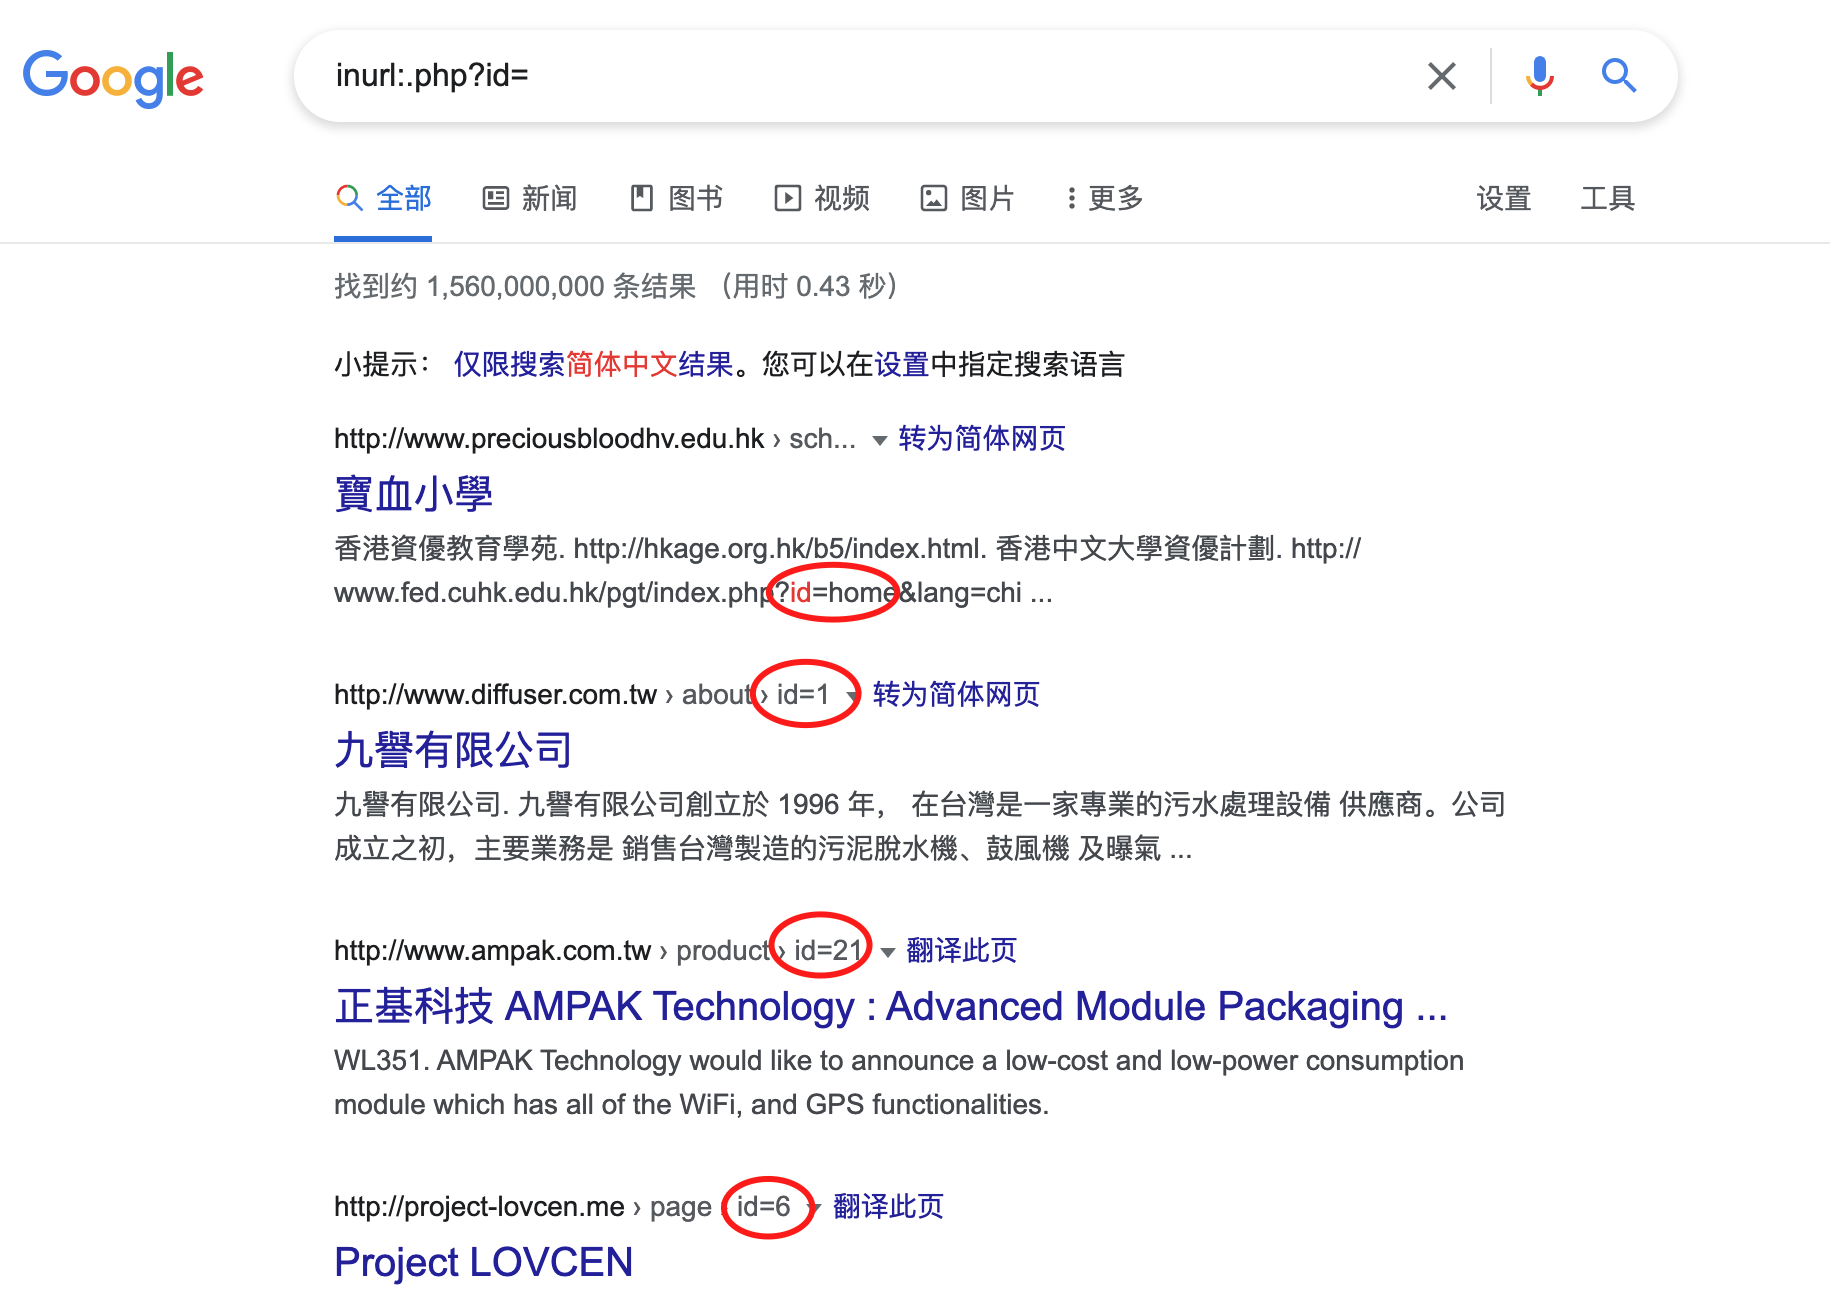 Google
inurl:.php?id=
全部 新闻 图书 视频 图片 更多 设置 工具
找到约 1,560,000,000 条结果 （用时 0.43 秒）
小提示： 仅限搜索简体中文结果。您可以在设置中指定搜索语言
http://www.preciousbloodhv.edu.hk › sch... 转为简体网页
寶血小學
香港資優教育學苑. http://hkage.org.hk/b5/index.html. 香港中文大學資優計劃. http://
www.fed.cuhk.edu.hk/pgt/index.php?id=home&lang=chi ...
http://www.diffuser.com.tw › about › id=1 转为简体网页
九譽有限公司
九譽有限公司. 九譽有限公司創立於 1996 年， 在台灣是一家專業的污水處理設備 供應商。公司
成立之初，主要業務是 銷售台灣製造的污泥脫水機、鼓風機 及曝氣 ...
http://www.ampak.com.tw › product › id=21 翻译此页
正基科技 AMPAK Technology : Advanced Module Packaging ...
WL351. AMPAK Technology would like to announce a low-cost and low-power consumption
module which has all of the WiFi, and GPS functionalities.
http://project-lovcen.me › page › id=6 翻译此页
Project LOVCEN